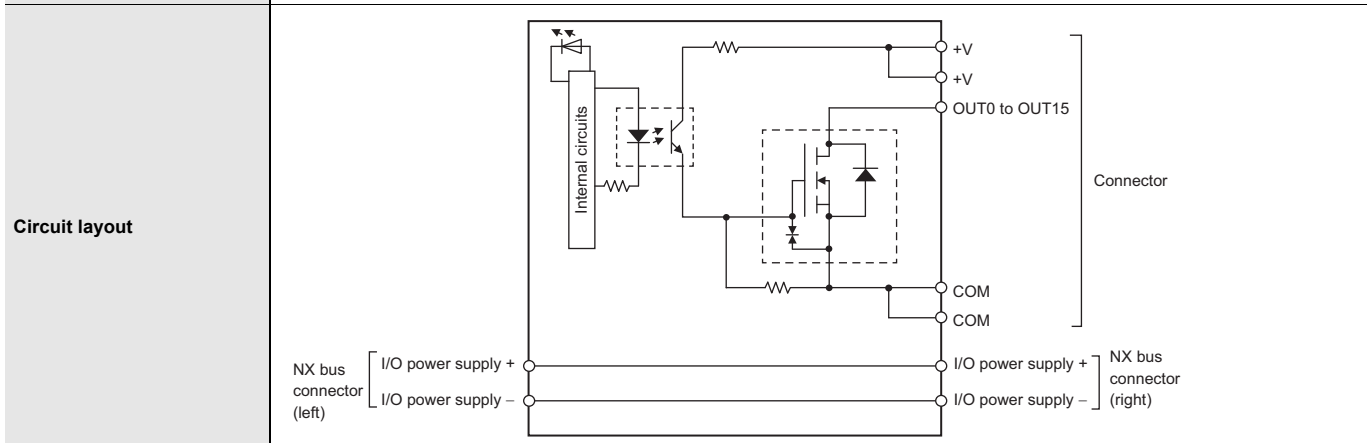 Circuit layout
Internal circuits
+V
+V
OUT0 to OUT15
Connector
COM
COM
NX bus
connector
(left)
I/O power supply +
I/O power supply −
I/O power supply +
I/O power supply −
NX bus
connector
(right)